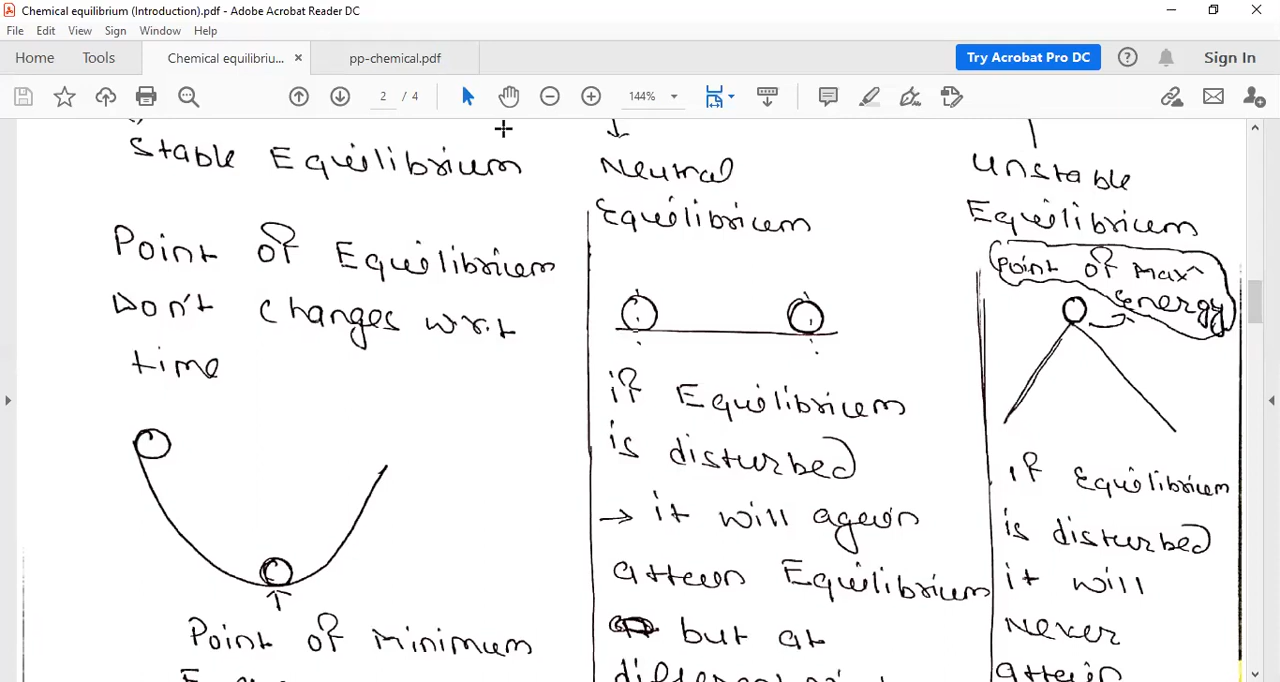 Chemical equilibrium (Introduction).pdf - Adobe Acrobat Reader DC
File Edit View Sign Window Help
Home Tools Chemical equilibriu... × pp-chemical.pdf Try Acrobat Pro DC Sign In
2 / 4 144%
Stable Equilibrium
Point of Equilibrium
Don't changes w.r.t
time
Point of Minimum
Neutral
Equilibrium
if Equilibrium
is disturbed
→ it will again
atteen Equilibrium
but at
different
Unstable
Equilibrium
Point of Max^
Energy
if Equilibrium
is disturbed
it will
Never
attain